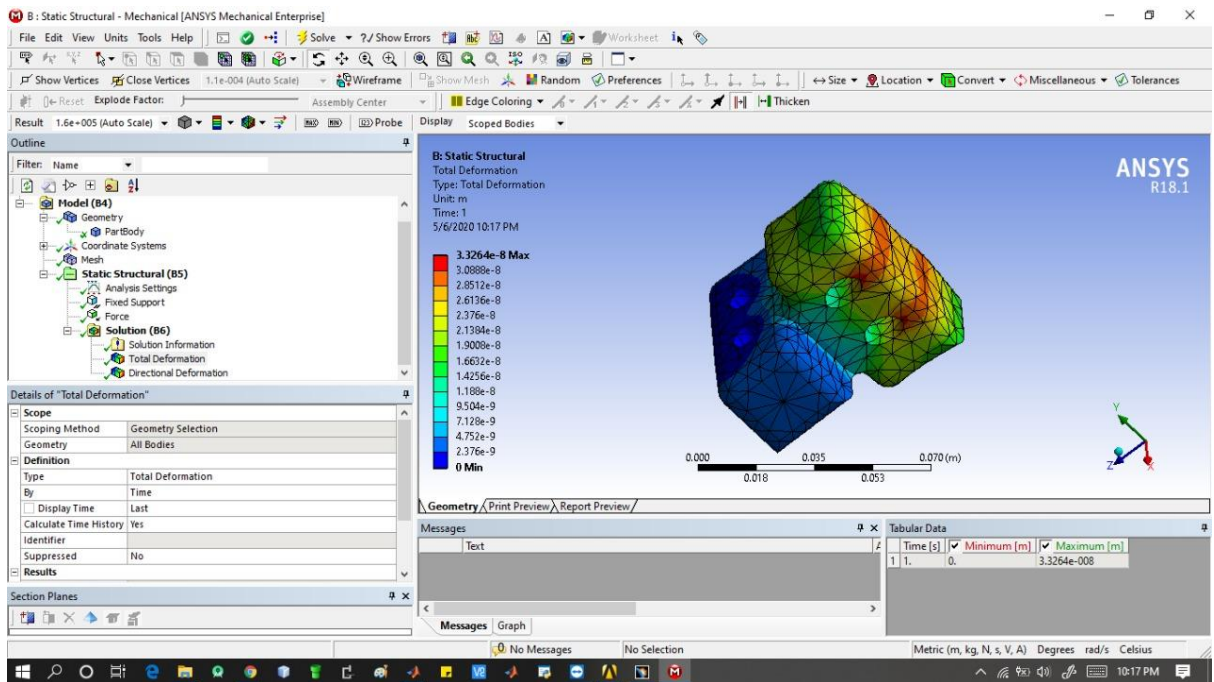 B : Static Structural - Mechanical [ANSYS Mechanical Enterprise]
File Edit View Units Tools Help Solve ?/ Show Errors Worksheet
Show Vertices Close Vertices 1.1e-004 (Auto Scale) Wireframe Show Mesh Random Preferences Size Location Convert Miscellaneous Tolerances
Reset Explode Factor: Assembly Center Edge Coloring Thicken
Result 1.6e+005 (Auto Scale) Probe Display Scoped Bodies
Outline
Filter: Name
Model (B4)
Geometry
PartBody
Coordinate Systems
Mesh
Static Structural (B5)
Analysis Settings
Fixed Support
Force
Solution (B6)
Solution Information
Total Deformation
Directional Deformation
Details of "Total Deformation"
Scope
Scoping Method Geometry Selection
Geometry All Bodies
Definition
Type Total Deformation
By Time
Display Time Last
Calculate Time History Yes
Identifier
Suppressed No
Results
Section Planes
B: Static Structural
Total Deformation
Type: Total Deformation
Unit: m
Time: 1
5/6/2020 10:17 PM
3.3264e-8 Max
3.0888e-8
2.8512e-8
2.6136e-8
2.376e-8
2.1384e-8
1.9008e-8
1.6632e-8
1.4256e-8
1.188e-8
9.504e-9
7.128e-9
4.752e-9
2.376e-9
0 Min
ANSYS
R18.1
0.000 0.035 0.070 (m)
0.018 0.053
Y
Z X
Geometry Print Preview Report Preview
Messages
Text
Messages Graph
Tabular Data
Time [s] Minimum [m] Maximum [m]
1 1. 0. 3.3264e-008
No Messages No Selection Metric (m, kg, N, s, V, A) Degrees rad/s Celsius
10:17 PM